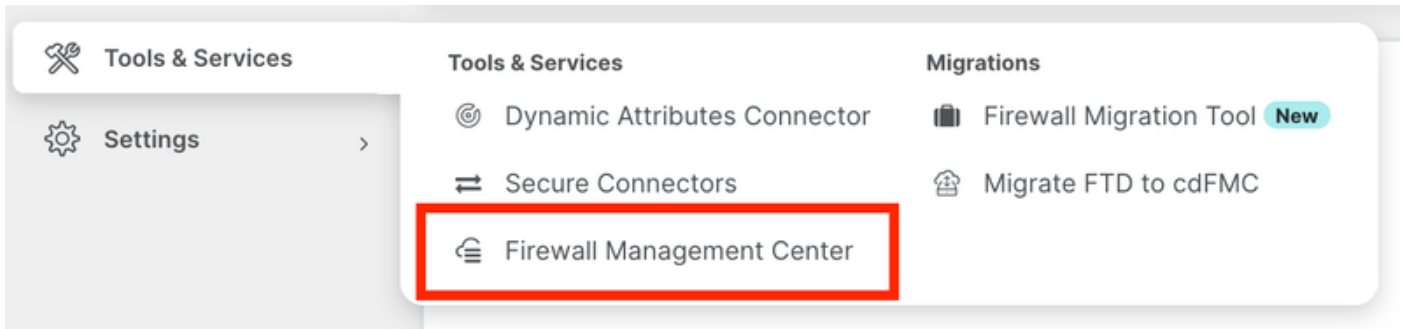 Tools & Services
Settings
Tools & Services
Dynamic Attributes Connector
Secure Connectors
Firewall Management Center
Migrations
Firewall Migration Tool New
Migrate FTD to cdFMC